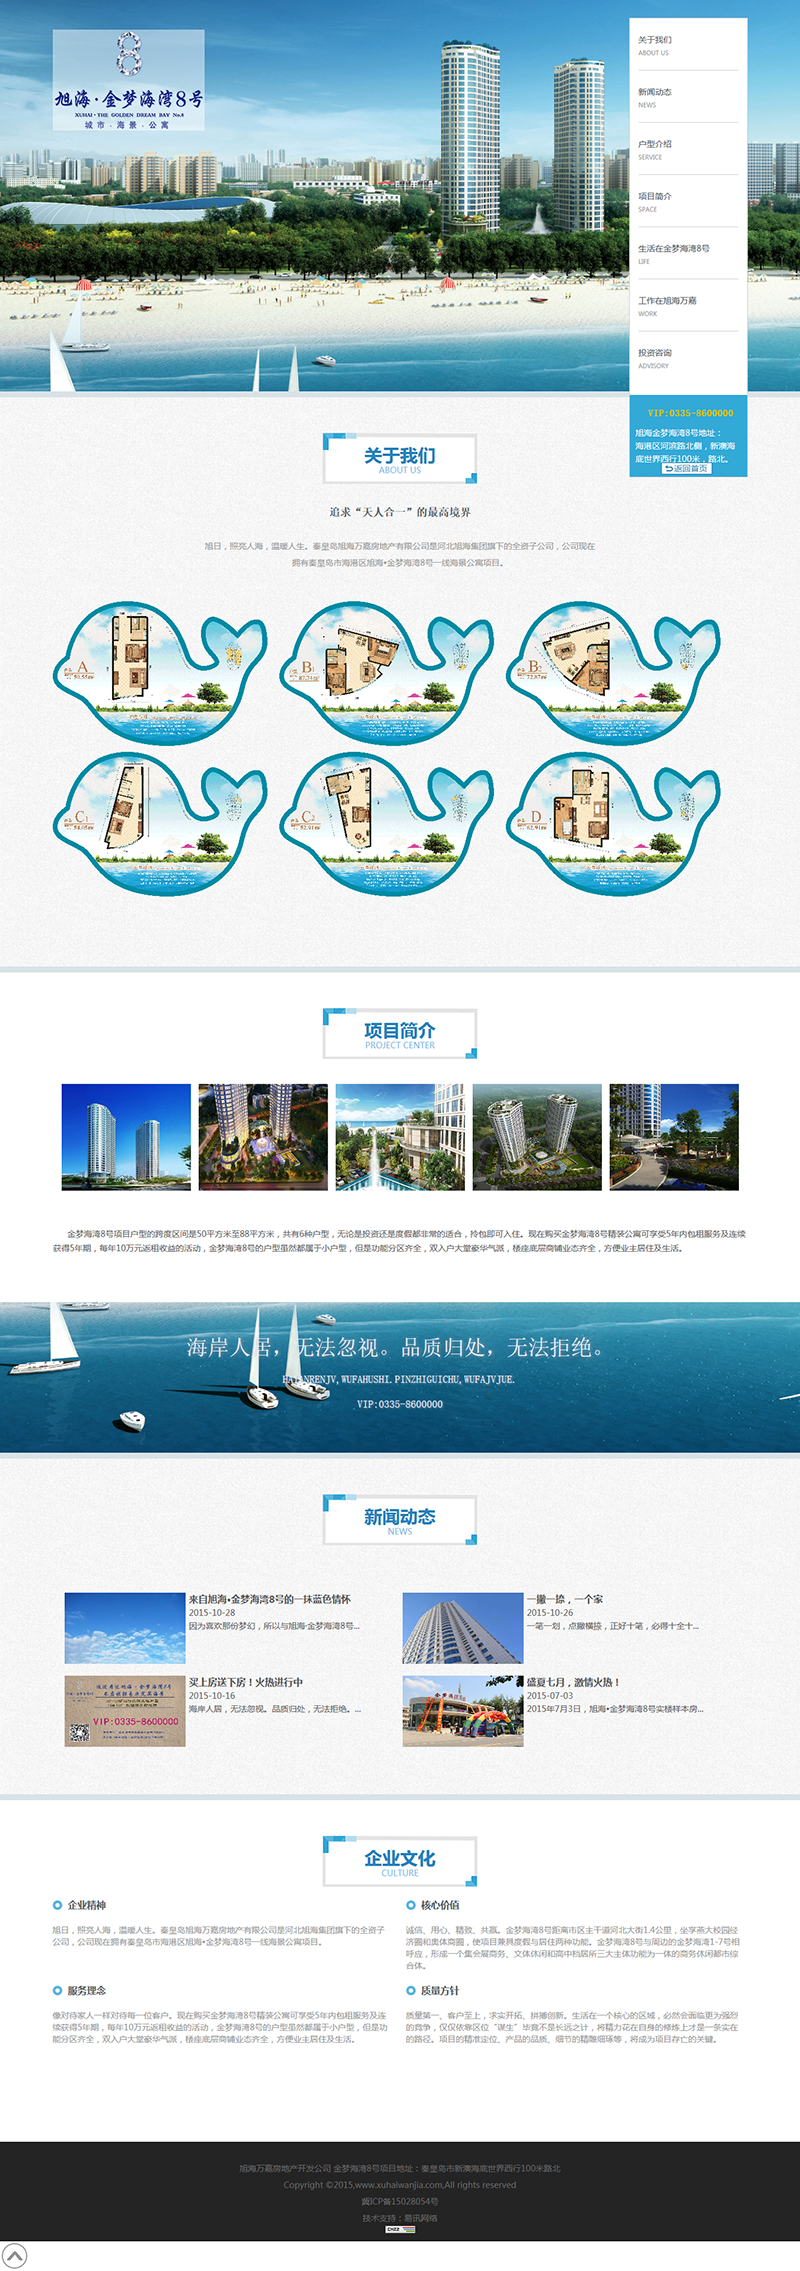 旭海·金梦海湾8号
XUHAI·THE GOLDEN DREAM BAY No.8
城市·海景·公寓
关于我们
ABOUT US
新闻动态
NEWS
户型介绍
SERVICE
项目简介
SPACE
生活在金梦海湾8号
LIFE
工作在旭海万嘉
WORK
投资咨询
ADVISORY
VIP:0335-8600000
旭海金梦海湾8号地址：
海港区河滨路北侧，新澳海
底世界西行100米，路北。
返回首页
关于我们
ABOUT US
追求“天人合一”的最高境界
旭日，照亮人海，温暖人生。秦皇岛旭海万嘉房地产有限公司是河北旭海集团旗下的全资子公司，公司现在
拥有秦皇岛市海港区旭海•金梦海湾8号一线海景公寓项目。
A
50.55㎡
B1
87.74㎡
B2
72.87㎡
C1
54.05㎡
C2
52.91㎡
D
62.91㎡
项目简介
PROJECT CENTER
金梦海湾8号项目户型的跨度区间是50平方米至88平方米，共有6种户型，无论是投资还是度假都非常的适合，拎包即可入住。现在购买金梦海湾8号精装公寓可享受5年内包租服务及连续
获得5年期，每年10万元返租收益的活动，金梦海湾8号的户型虽然都属于小户型，但是功能分区齐全，双入户大堂豪华气派，楼座底层商铺业态齐全，方便业主居住及生活。
海岸人居，无法忽视。品质归处，无法拒绝。
HAIANRENJV,WUFAHUSHI.PINZHIGUICHU,WUFAJVJUE.
VIP:0335-8600000
新闻动态
NEWS
来自旭海•金梦海湾8号的一抹蓝色情怀
2015-10-28
因为喜欢那份梦幻，所以与旭海·金梦海湾8号...
一撇一捺，一个家
2015-10-26
一笔一划，点撇横捺，正好十笔，必得十全十...
VIP:0335-8600000
买上房送下房！火热进行中
2015-10-16
海岸人居，无法忽视。品质归处，无法拒绝。...
盛夏七月，激情火热！
2015-07-03
2015年7月3日，旭海•金梦海湾8号实楼样本房...
企业文化
CULTURE
企业精神
旭日，照亮人海，温暖人生。秦皇岛旭海万嘉房地产有限公司是河北旭海集团旗下的全资子
公司，公司现在拥有秦皇岛市海港区旭海•金梦海湾8号一线海景公寓项目。
核心价值
诚信、用心、精致、共赢。金梦海湾8号距离市区主干道河北大街1.4公里，坐享燕大校园经
济圈和奥体商圈，使项目兼具度假与居住两种功能。金梦海湾8号与周边的金梦海湾1-7号相
呼应，形成一个集会展商务、文体休闲和高中档居所三大主体功能为一体的商务休闲都市综
合体。
服务理念
像对待家人一样对待每一位客户。现在购买金梦海湾8号精装公寓可享受5年内包租服务及连
续获得5年期，每年10万元返租收益的活动，金梦海湾8号的户型虽然都属于小户型，但是功
能分区齐全，双入户大堂豪华气派，楼座底层商铺业态齐全，方便业主居住及生活。
质量方针
质量第一、客户至上，求实开拓、拼搏创新。生活在一个核心的区域，必然会面临更为强烈
的竞争，仅仅依靠区位“谋生”毕竟不是长远之计，将精力花在自身的修炼上才是一条实在
的路径。项目的精准定位、产品的品质、细节的精雕细琢等，将成为项目存亡的关键。
旭海万嘉房地产开发公司 金梦海湾8号项目地址：秦皇岛市新澳海底世界西行100米路北
Copyright ©2015,www.xuhaiwanjia.com,All rights reserved
冀ICP备15028054号
技术支持：易讯网络
CNZZ